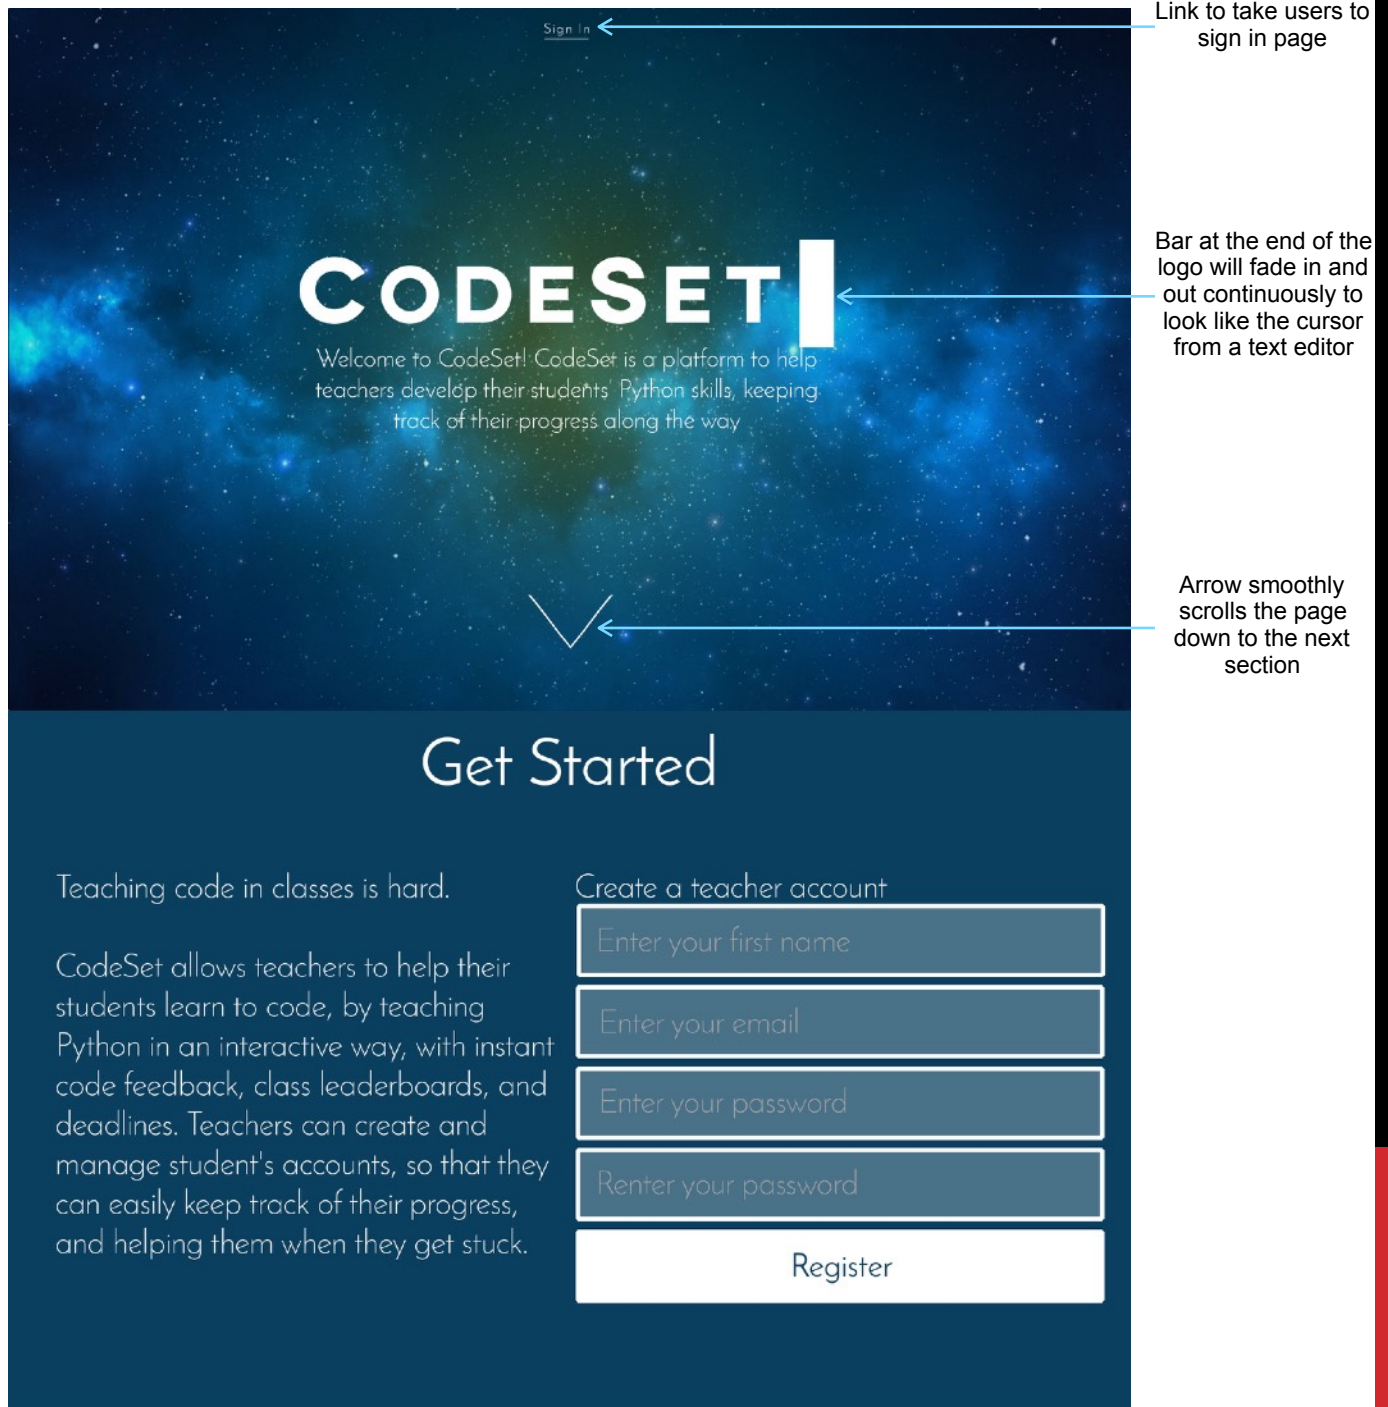 Sign In
Link to take users to
sign in page
CODESET
Bar at the end of the
logo will fade in and
out continuously to
look like the cursor
from a text editor
Welcome to CodeSet! CodeSet is a platform to help
teachers develop their students' Python skills, keeping
track of their progress along the way
Arrow smoothly
scrolls the page
down to the next
section
Get Started
Teaching code in classes is hard.
CodeSet allows teachers to help their
students learn to code, by teaching
Python in an interactive way, with instant
code feedback, class leaderboards, and
deadlines. Teachers can create and
manage student's accounts, so that they
can easily keep track of their progress,
and helping them when they get stuck.
Create a teacher account
Enter your first name
Enter your email
Enter your password
Renter your password
Register